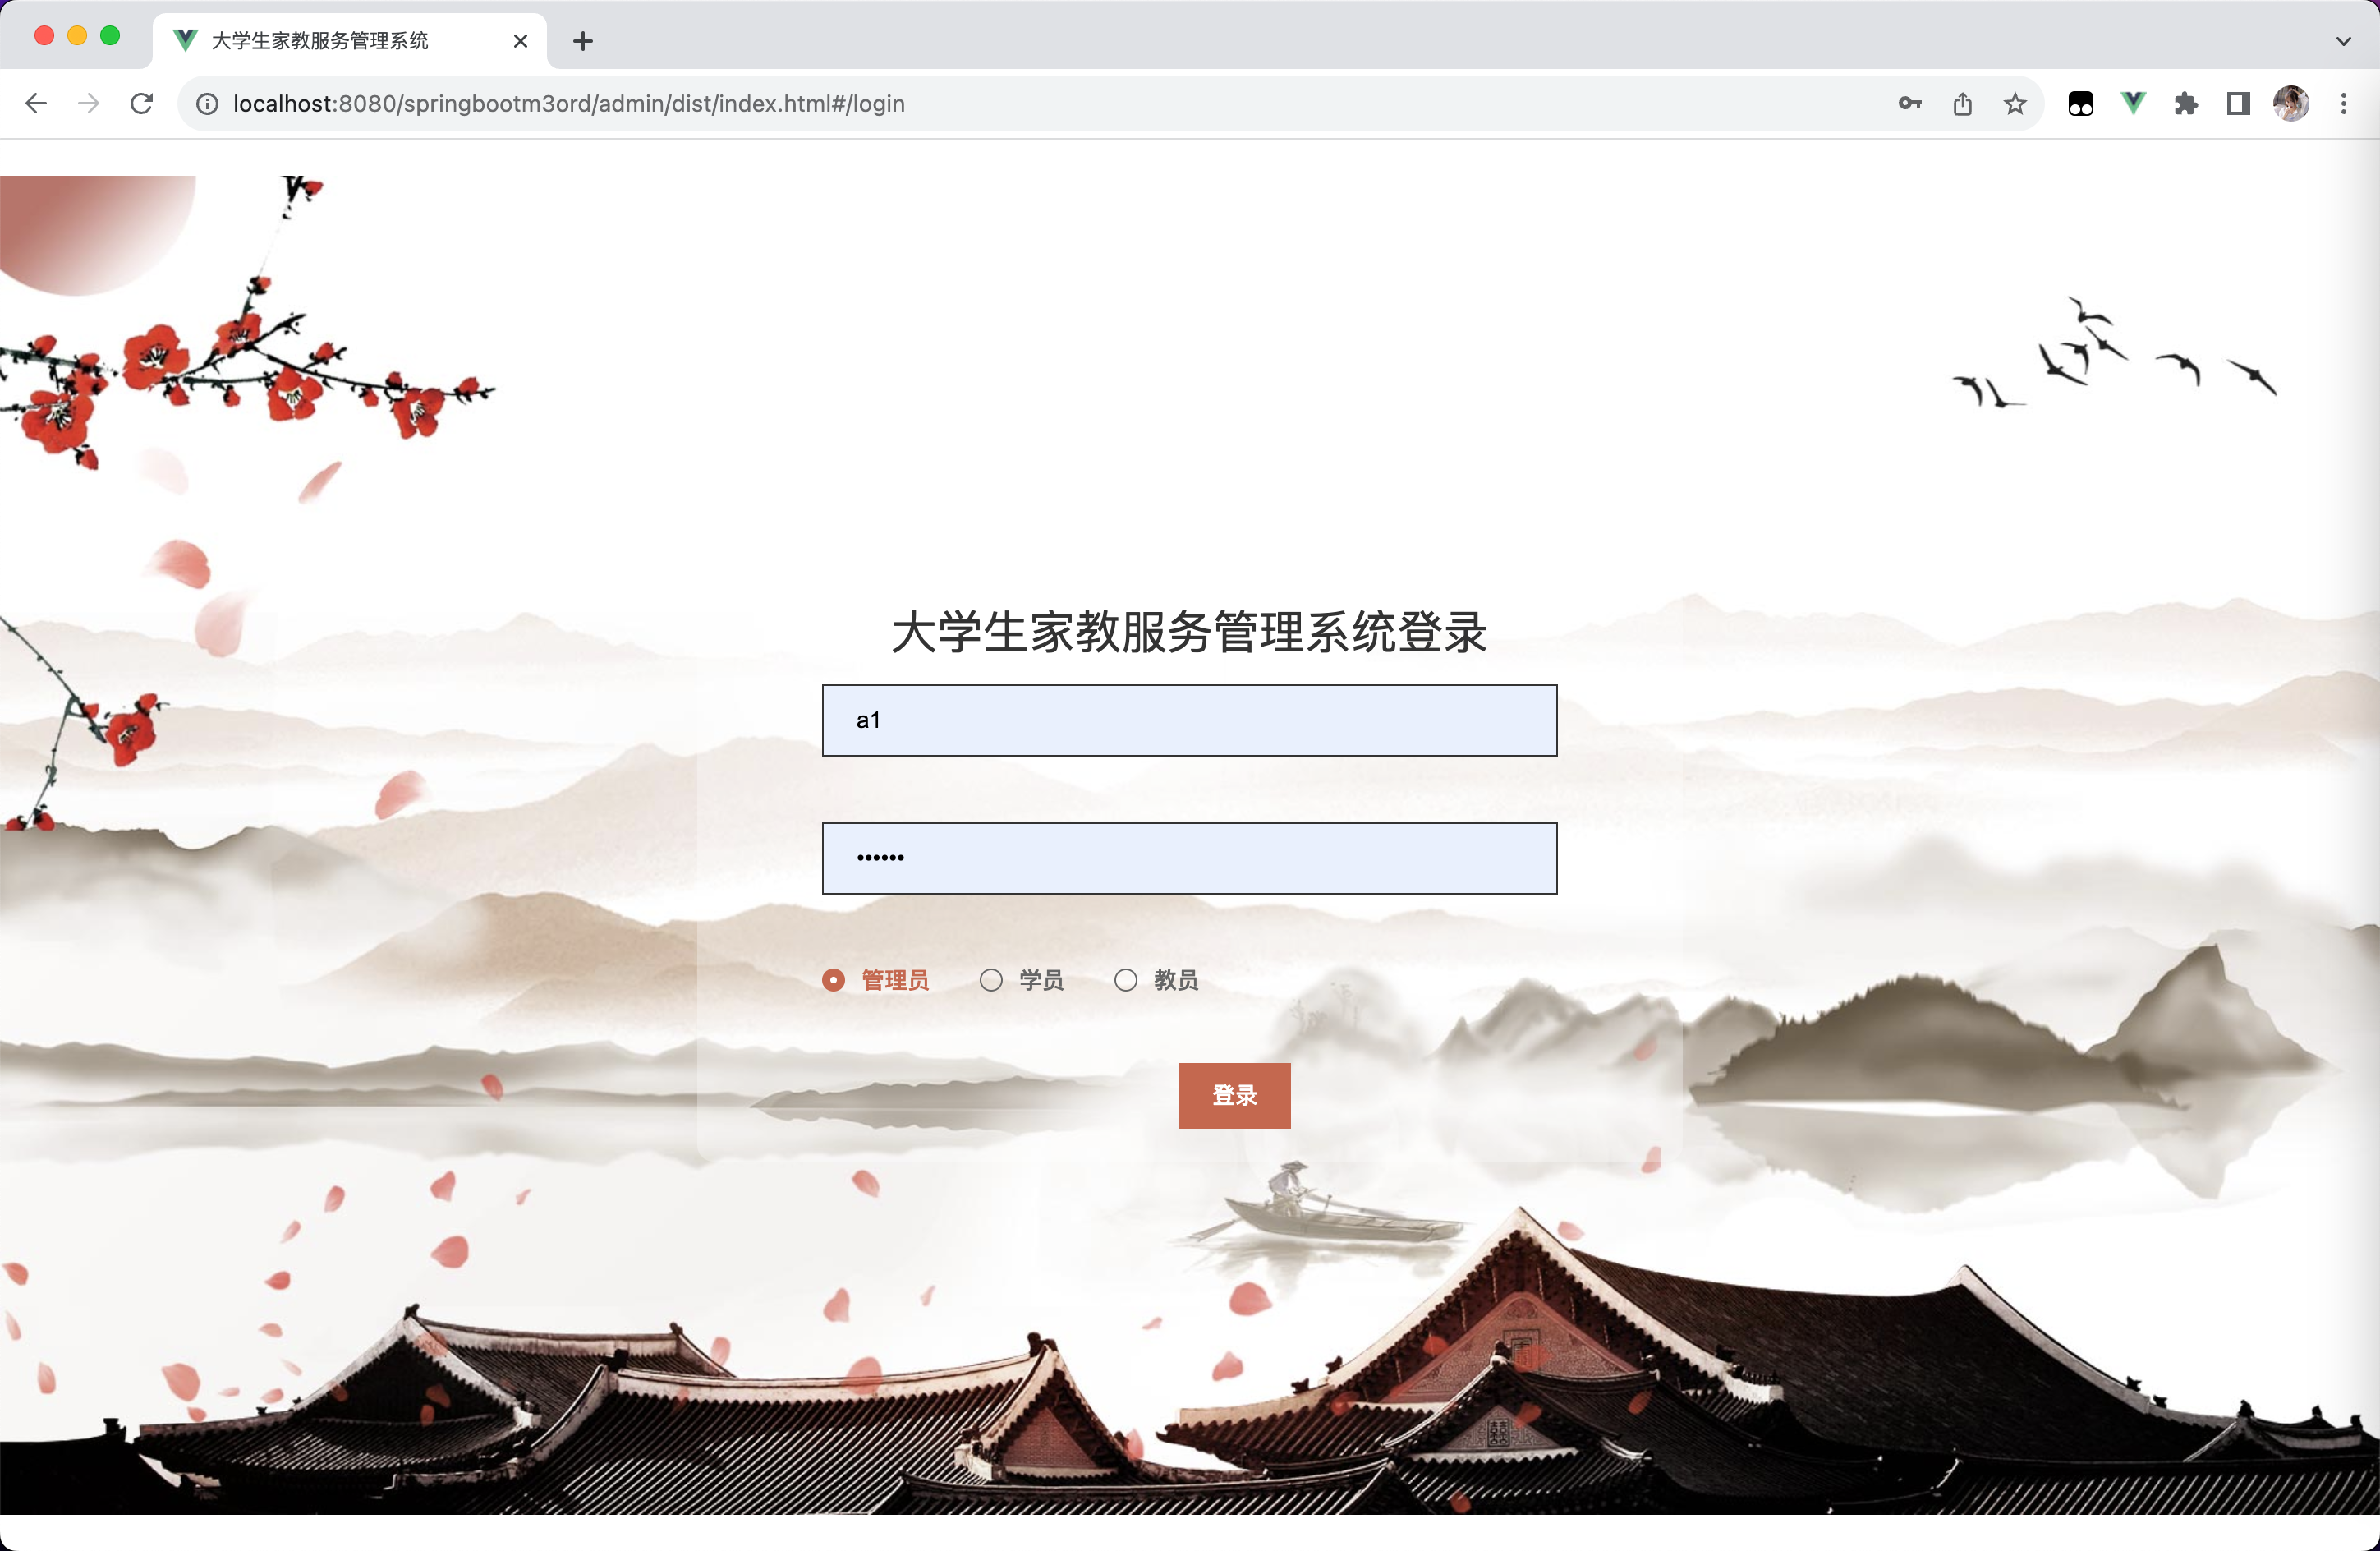 大学生家教服务管理系统
localhost:8080/springbootm3ord/admin/dist/index.html#/login
大学生家教服务管理系统登录
a1
••••••
管理员 学员 教员
登录